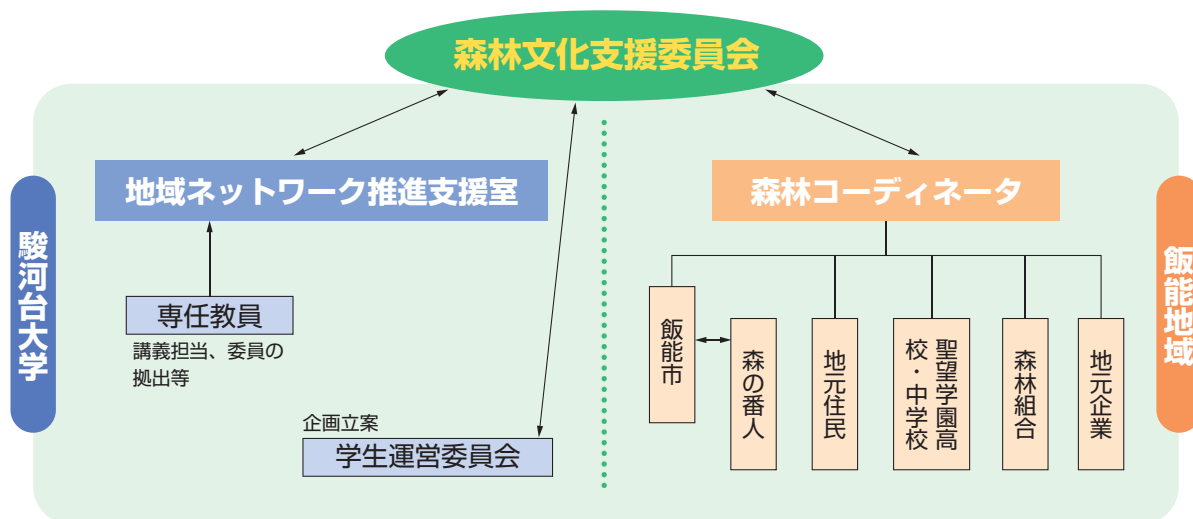 森林文化支援委員会
駿河台大学
地域ネットワーク推進支援室
専任教員
講義担当、委員の
拠出等
企画立案
学生運営委員会
森林コーディネータ
飯能市
森の番人
地元住民
聖望学園高
校・中学校
森林組合
地元企業
飯能地域